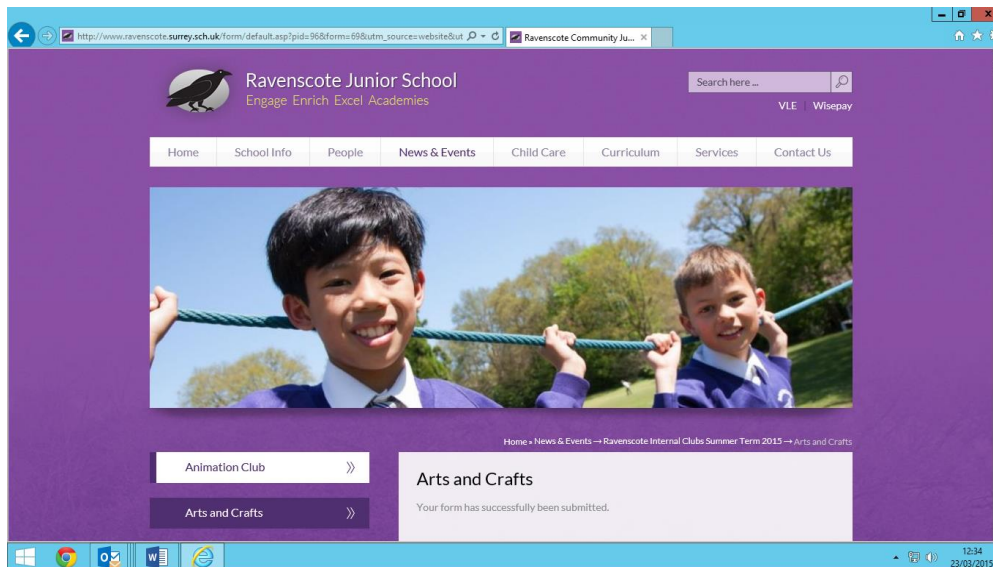 http://www.ravenscote.surrey.sch.uk/form/default.asp?pid=96&form=69&utm_source=website&ut
Ravenscote Community Ju...
Ravenscote Junior School
Engage Enrich Excel Academies
Search here ...
VLE Wisepay
Home School Info People News & Events Child Care Curriculum Services Contact Us
Home » News & Events → Ravenscote Internal Clubs Summer Term 2015 → Arts and Crafts
Animation Club
Arts and Crafts
Arts and Crafts
Your form has successfully been submitted.
12:34
23/03/2015